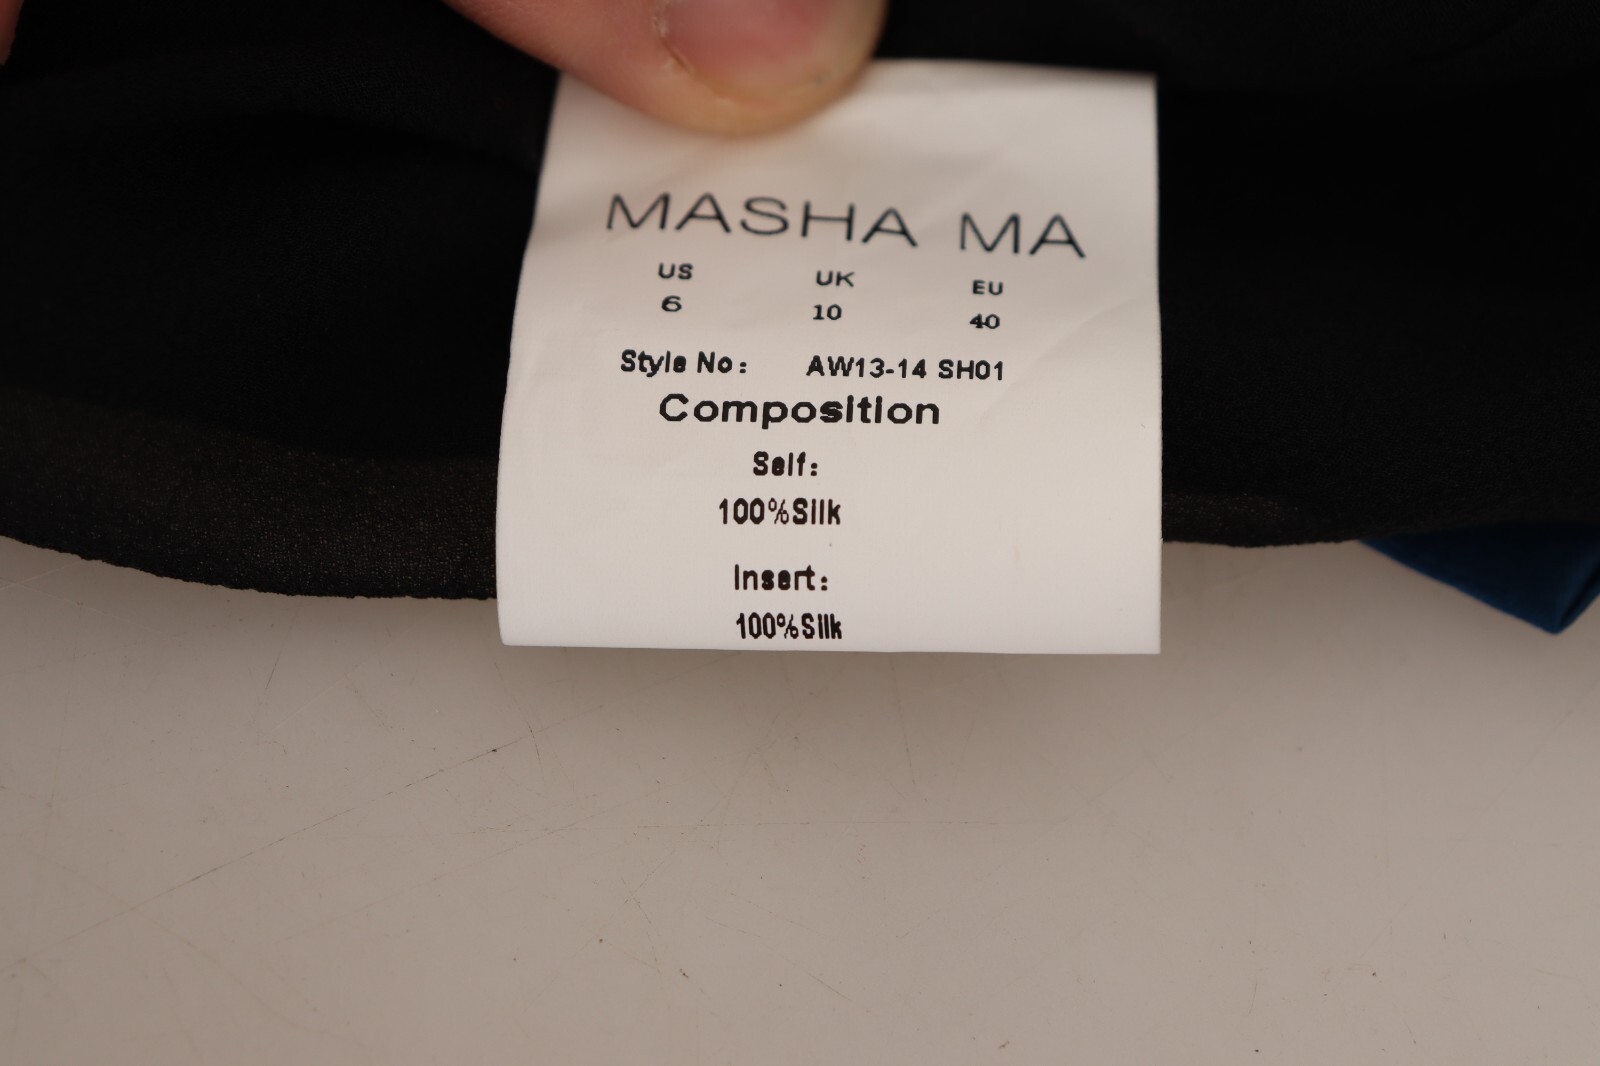 MASHA MA
US UK EU
6 10 40
Style No: AW13-14 SH01
Composition
Self:
100%Silk
Insert:
100%Silk